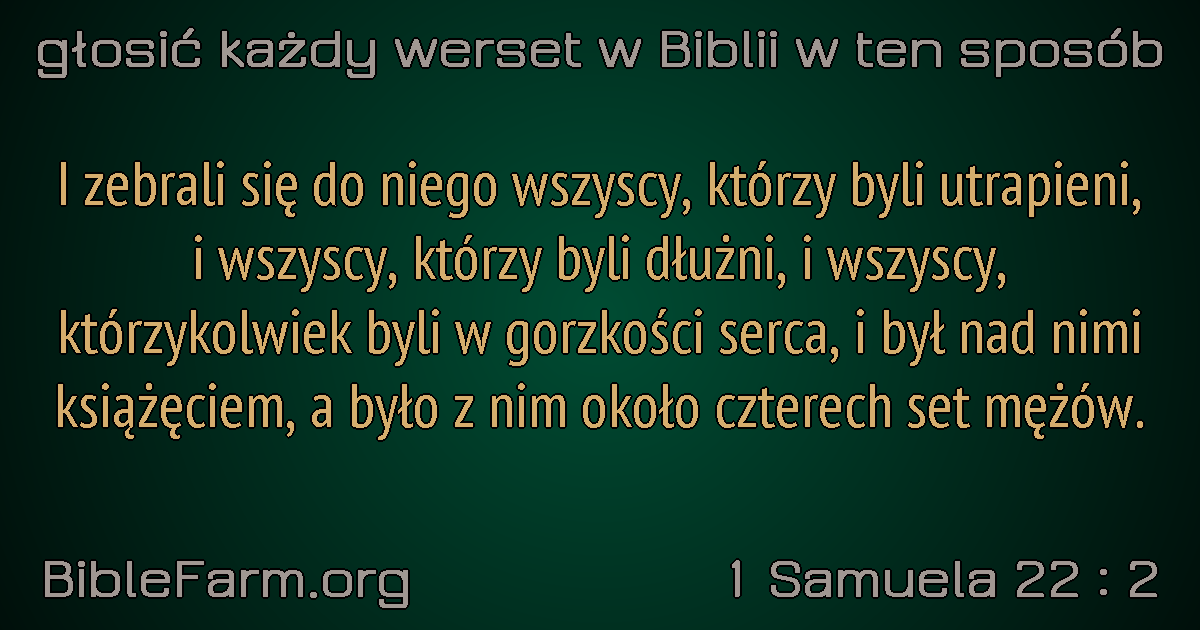 głosić każdy werset w Biblii w ten sposób
I zebrali się do niego wszyscy, którzy byli utrapieni,
i wszyscy, którzy byli dłużni, i wszyscy,
którzykolwiek byli w gorzkości serca, i był nad nimi
książęciem, a było z nim około czterech set mężów.
BibleFarm.org
1 Samuela 22 : 2